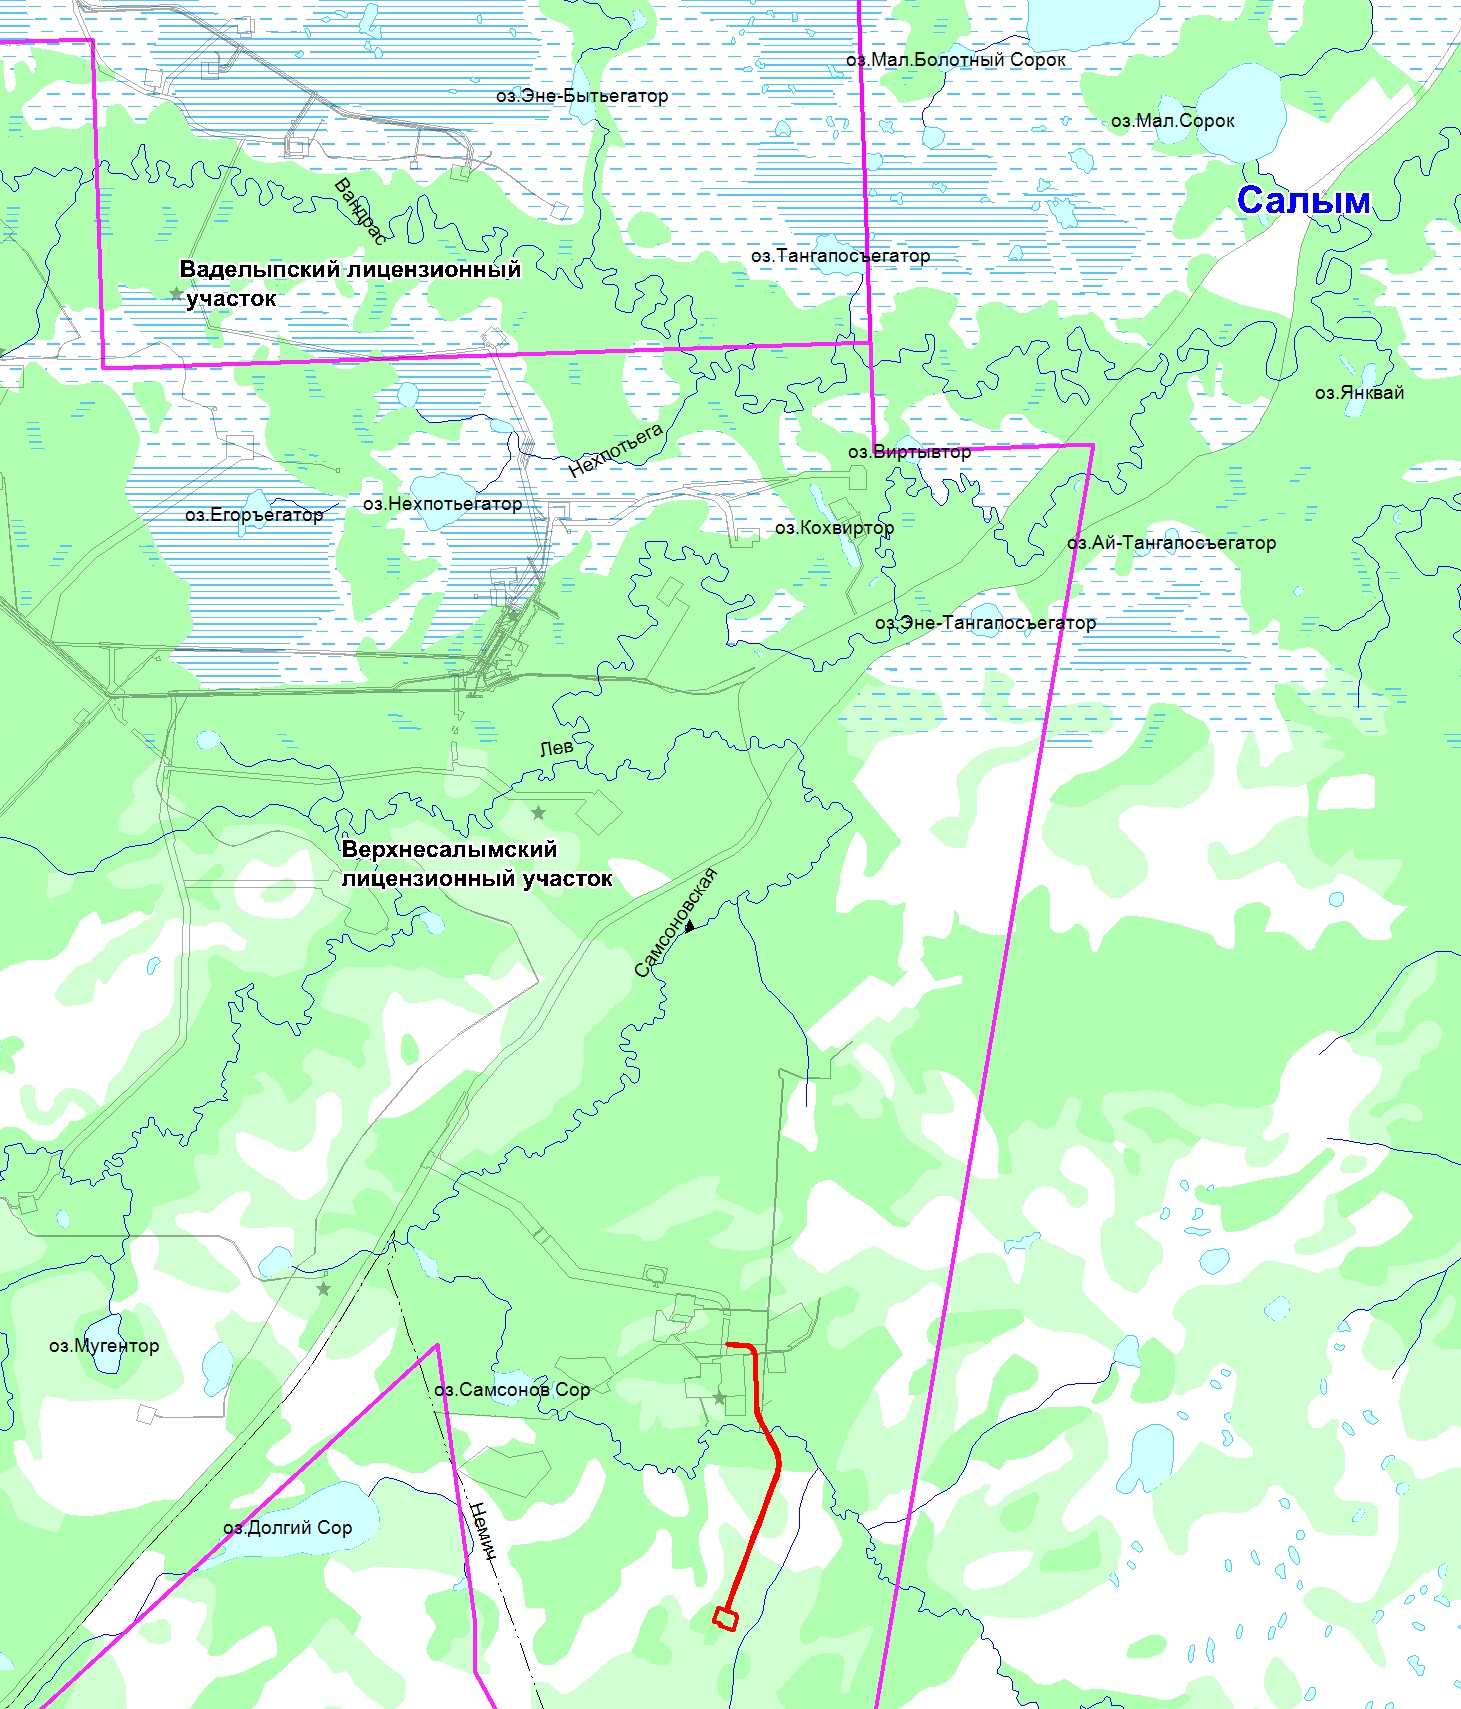 оз.Мал.Болотный Сорок
оз.Эне-Бытьегатор
оз.Мал.Сорок
Салым
Вандрас
оз.Тангапосъегатор
Ваделыпский лицензионный
участок
оз.Янквай
Нехпотьега
оз.Виртывтор
оз.Нехпотьегатор
оз.Егоръегатор
оз.Кохвиртор
оз.Ай-Тангапосъегатор
оз.Эне-Тангапосъегатор
Лев
Верхнесалымский
лицензионный участок
Самсоновская
оз.Мугентор
оз.Самсонов Сор
оз.Долгий Сор
Немич